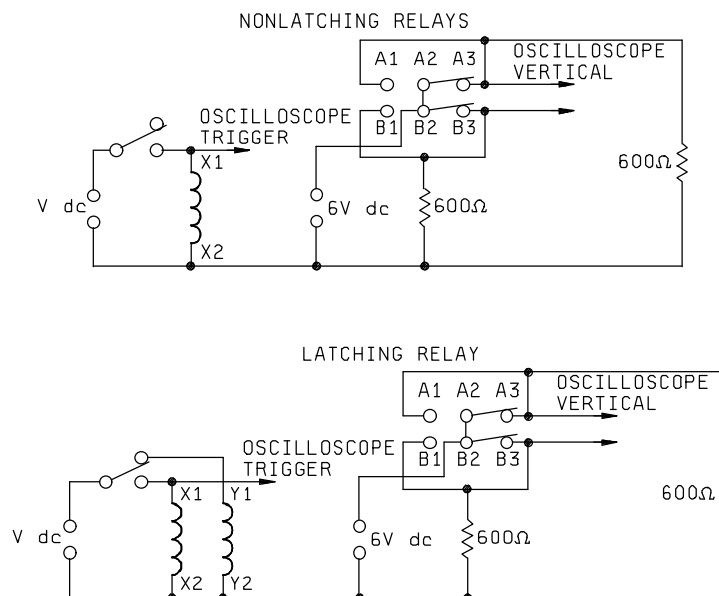 NONLATCHING RELAYS
A1 A2 A3
OSCILLOSCOPE
VERTICAL
OSCILLOSCOPE
TRIGGER
B1 B2 B3
X1
600Ω
V dc
6V dc
600Ω
X2
LATCHING RELAY
A1 A2 A3
OSCILLOSCOPE
VERTICAL
OSCILLOSCOPE
TRIGGER
B1 B2 B3
X1 Y1
600Ω
V dc
6V dc
600Ω
X2 Y2